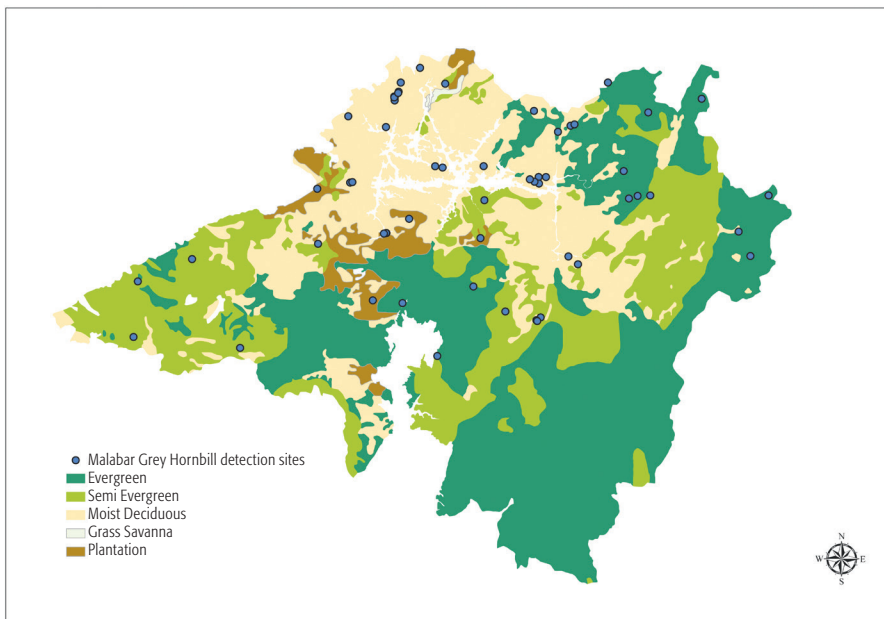 Malabar Grey Hornbill detection sites
Evergreen
Semi Evergreen
Moist Deciduous
Grass Savanna
Plantation
N
W E
S